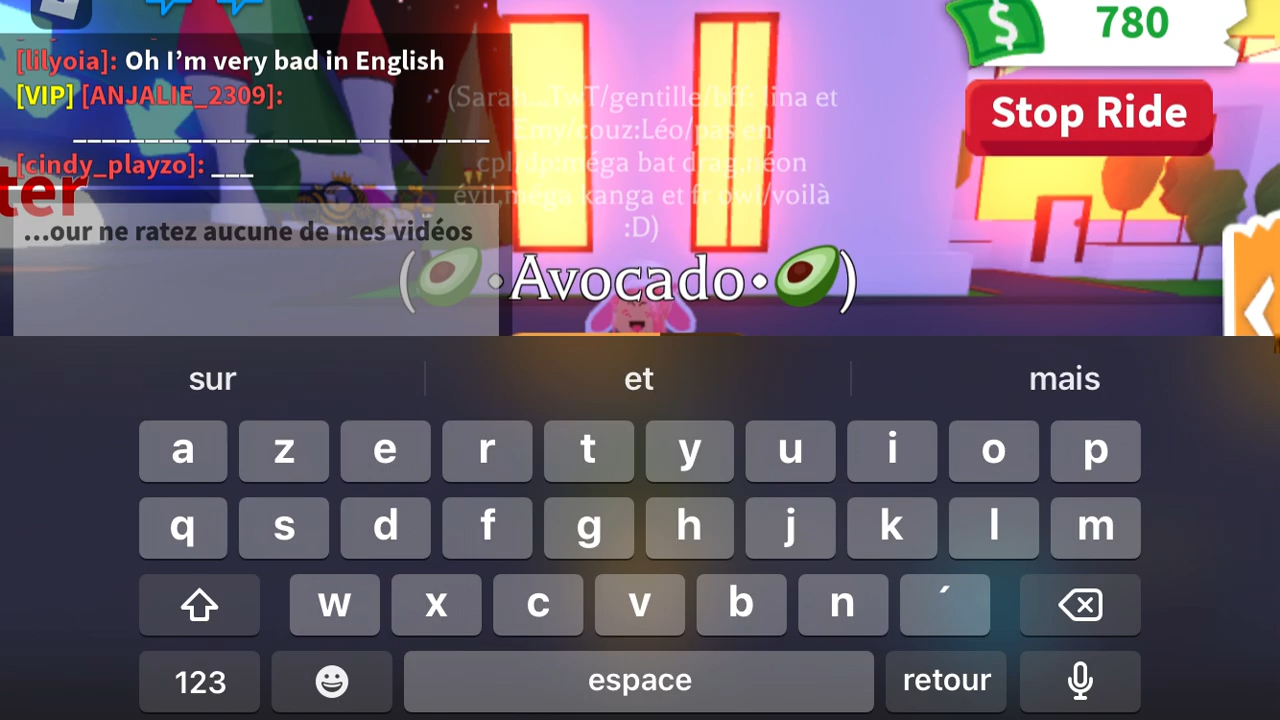 [lilyoia]: Oh I’m very bad in English
[VIP] [ANJALIE_2309]:
_____________________________
[cindy_playzo]: ___
ter
…our ne ratez aucune de mes vidéos
780
Stop Ride
(Sarah...TwT/gentille/bff: lina et
Emy/couz:Léo/pas en
cpl/dp:méga bat drag,néon
évil,méga kanga et fr owl/voilà
:D)
(🥑•Avocado•🥑)
sur et mais
a z e r t y u i o p
q s d f g h j k l m
w x c v b n ´
123 espace retour